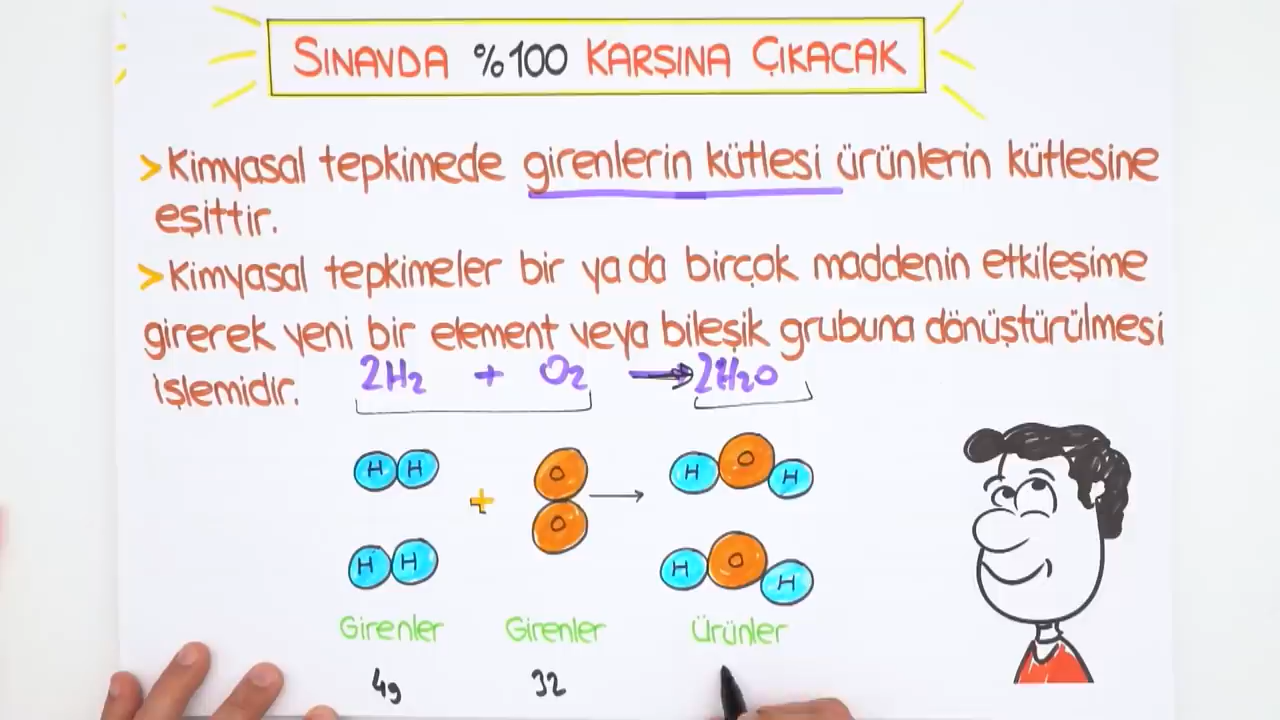 SINAVDA %100 KARŞINA ÇIKACAK
> Kimyasal tepkimede girenlerin kütlesi ürünlerin kütlesine
eşittir.
> Kimyasal tepkimeler bir ya da birçok maddenin etkileşime
girerek yeni bir element veya bileşik grubuna dönüştürülmesi
işlemidir.
2H₂ + O₂ → 2H₂O
H H + O → H O H
O
H H H O H
Girenler Girenler Ürünler
4g 32